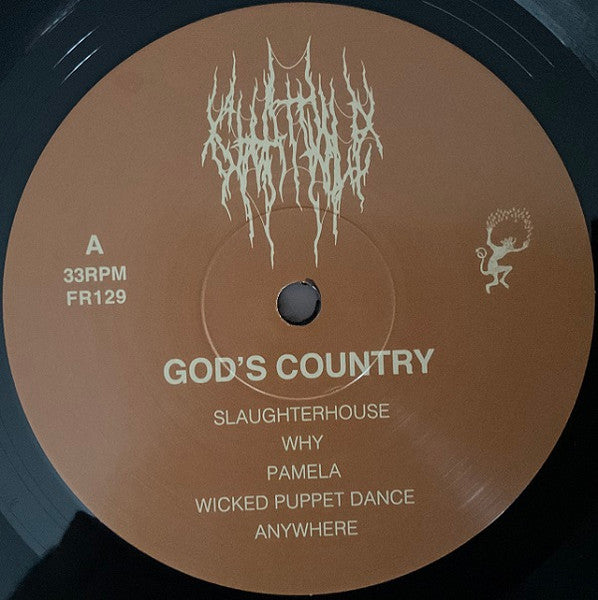 A
33RPM
FR129
GOD'S COUNTRY
SLAUGHTERHOUSE
WHY
PAMELA
WICKED PUPPET DANCE
ANYWHERE